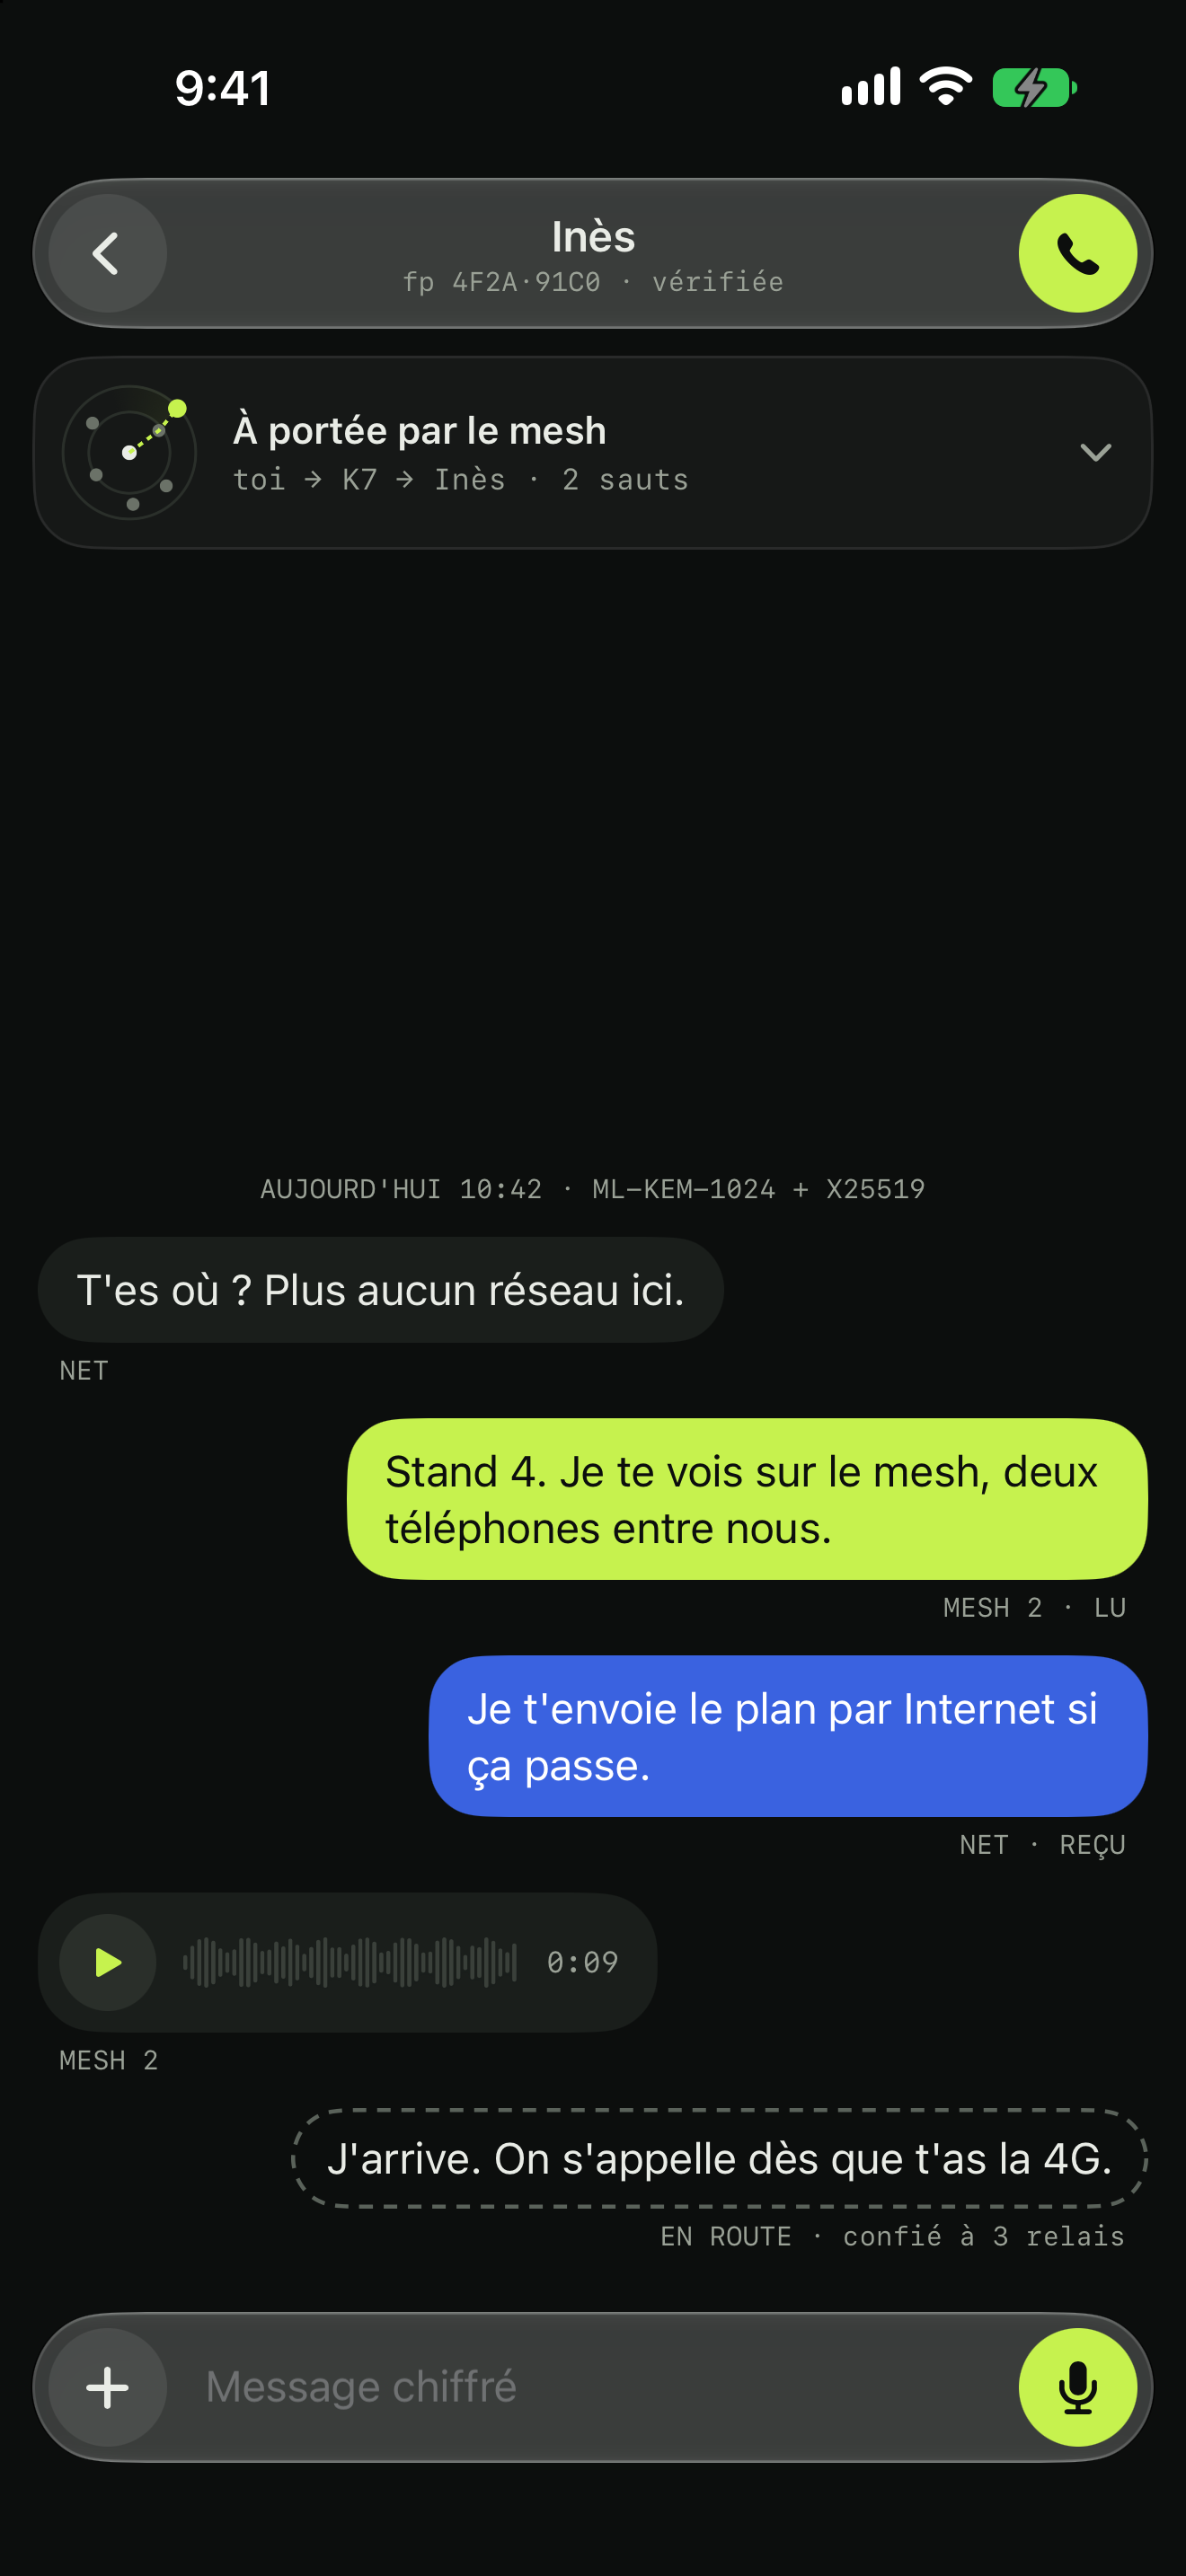 9:41
Inès
fp 4F2A·91C0 · vérifiée
À portée par le mesh
toi → K7 → Inès · 2 sauts
AUJOURD'HUI 10:42 · ML-KEM-1024 + X25519
T'es où ? Plus aucun réseau ici.
NET
Stand 4. Je te vois sur le mesh, deux
téléphones entre nous.
MESH 2 · LU
Je t'envoie le plan par Internet si
ça passe.
NET · REÇU
0:09
MESH 2
J'arrive. On s'appelle dès que t'as la 4G.
EN ROUTE · confié à 3 relais
Message chiffré